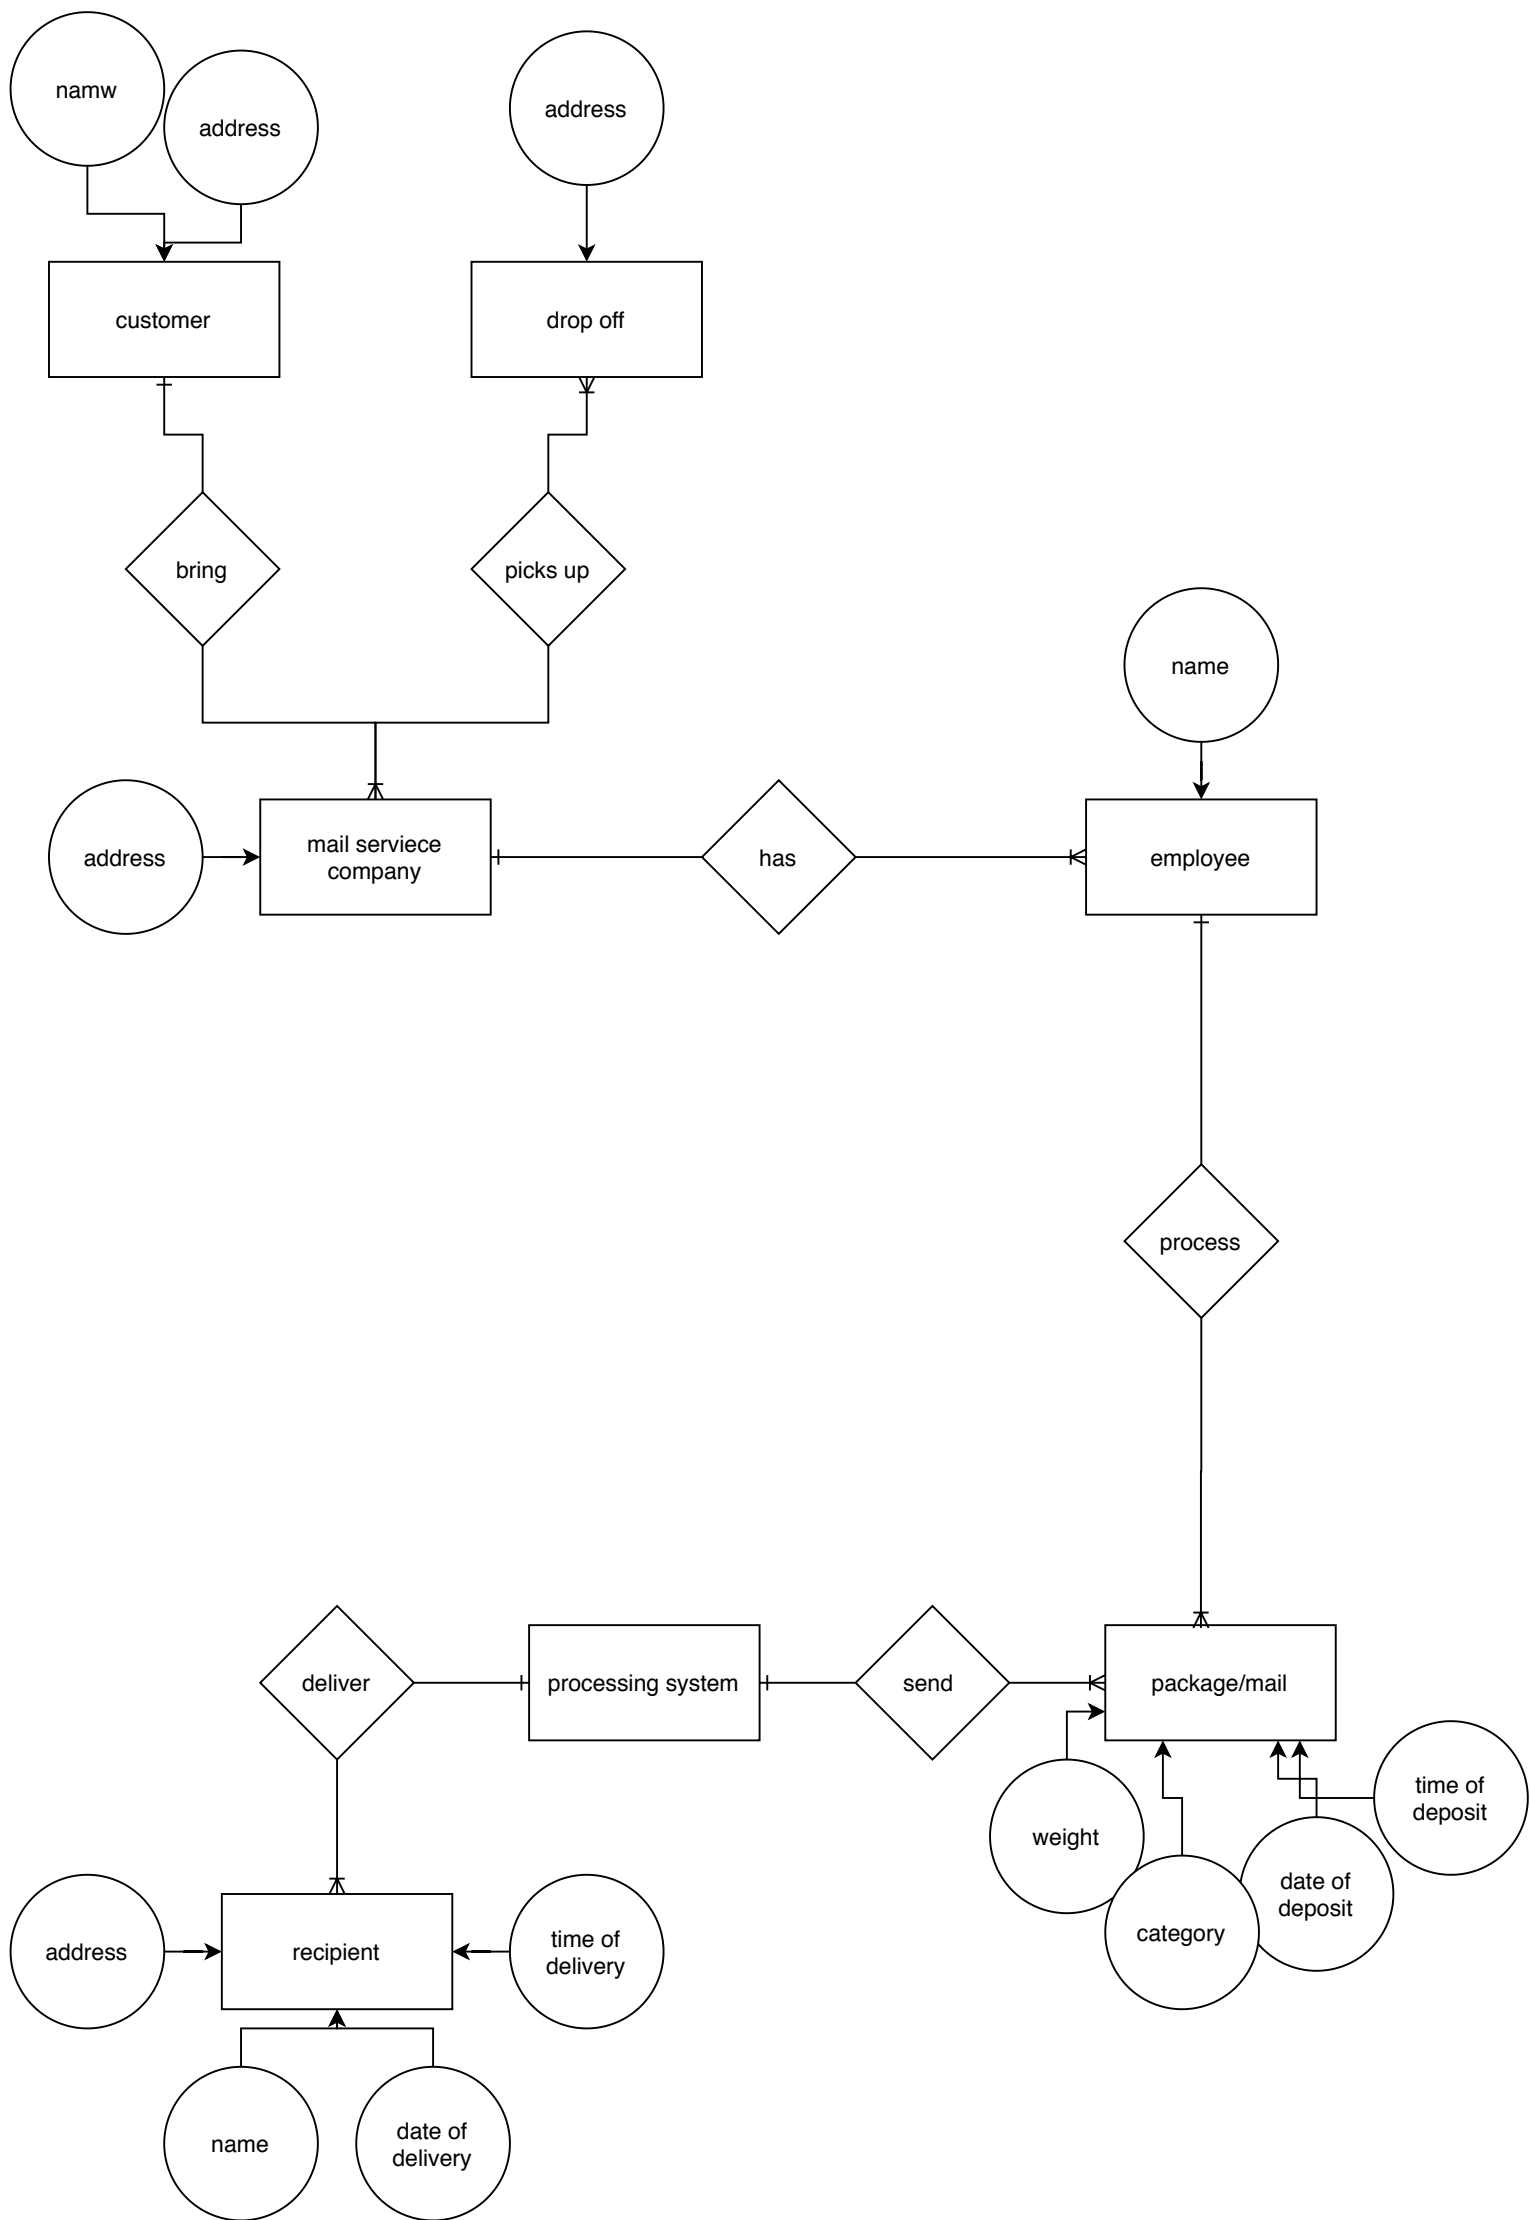 namw
address
address
customer
drop off
bring
picks up
name
address
mail serviece
company
has
employee
process
deliver
processing system
send
package/mail
weight
category
date of
deposit
time of
deposit
address
recipient
time of
delivery
name
date of
delivery